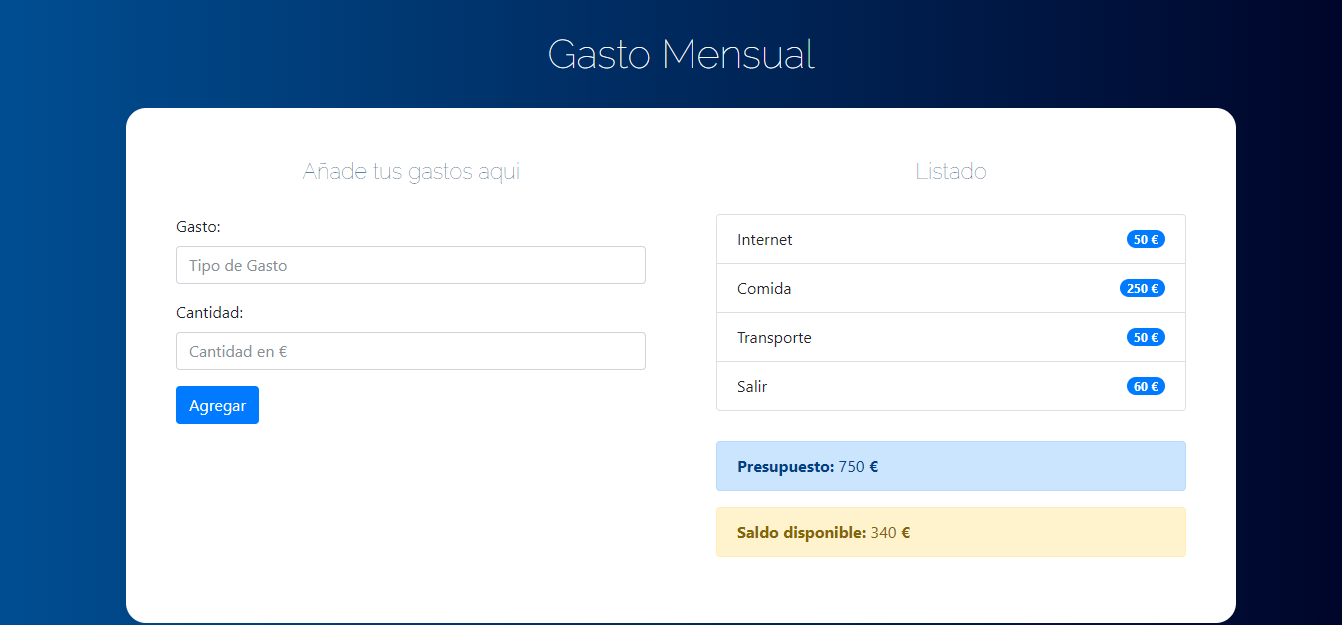 Gasto Mensual
Añade tus gastos aqui
Gasto:
Tipo de Gasto
Cantidad:
Cantidad en €
Agregar
Listado
Internet 50 €
Comida 250 €
Transporte 50 €
Salir 60 €
Presupuesto: 750 €
Saldo disponible: 340 €